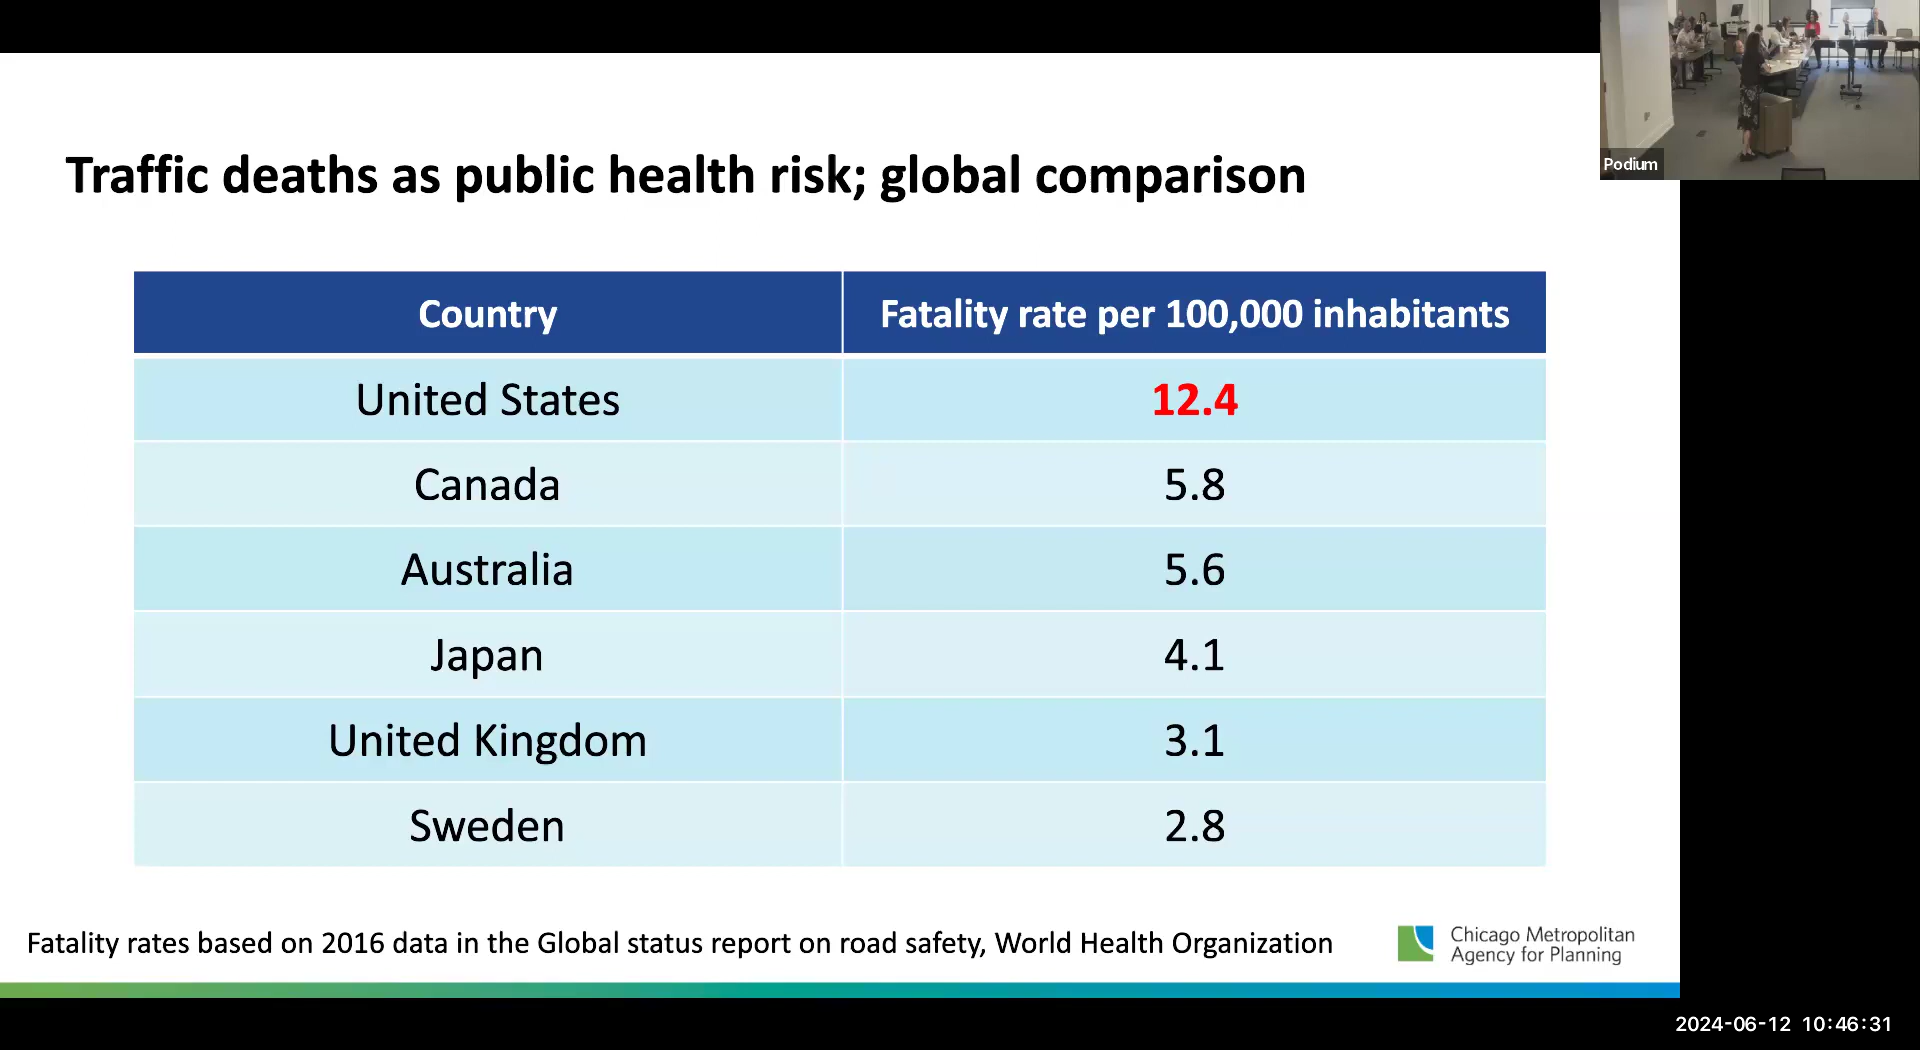 Podium
Traffic deaths as public health risk; global comparison
Country Fatality rate per 100,000 inhabitants
United States 12.4
Canada 5.8
Australia 5.6
Japan 4.1
United Kingdom 3.1
Sweden 2.8
Fatality rates based on 2016 data in the Global status report on road safety, World Health Organization
Chicago Metropolitan
Agency for Planning
2024-06-12 10:46:31